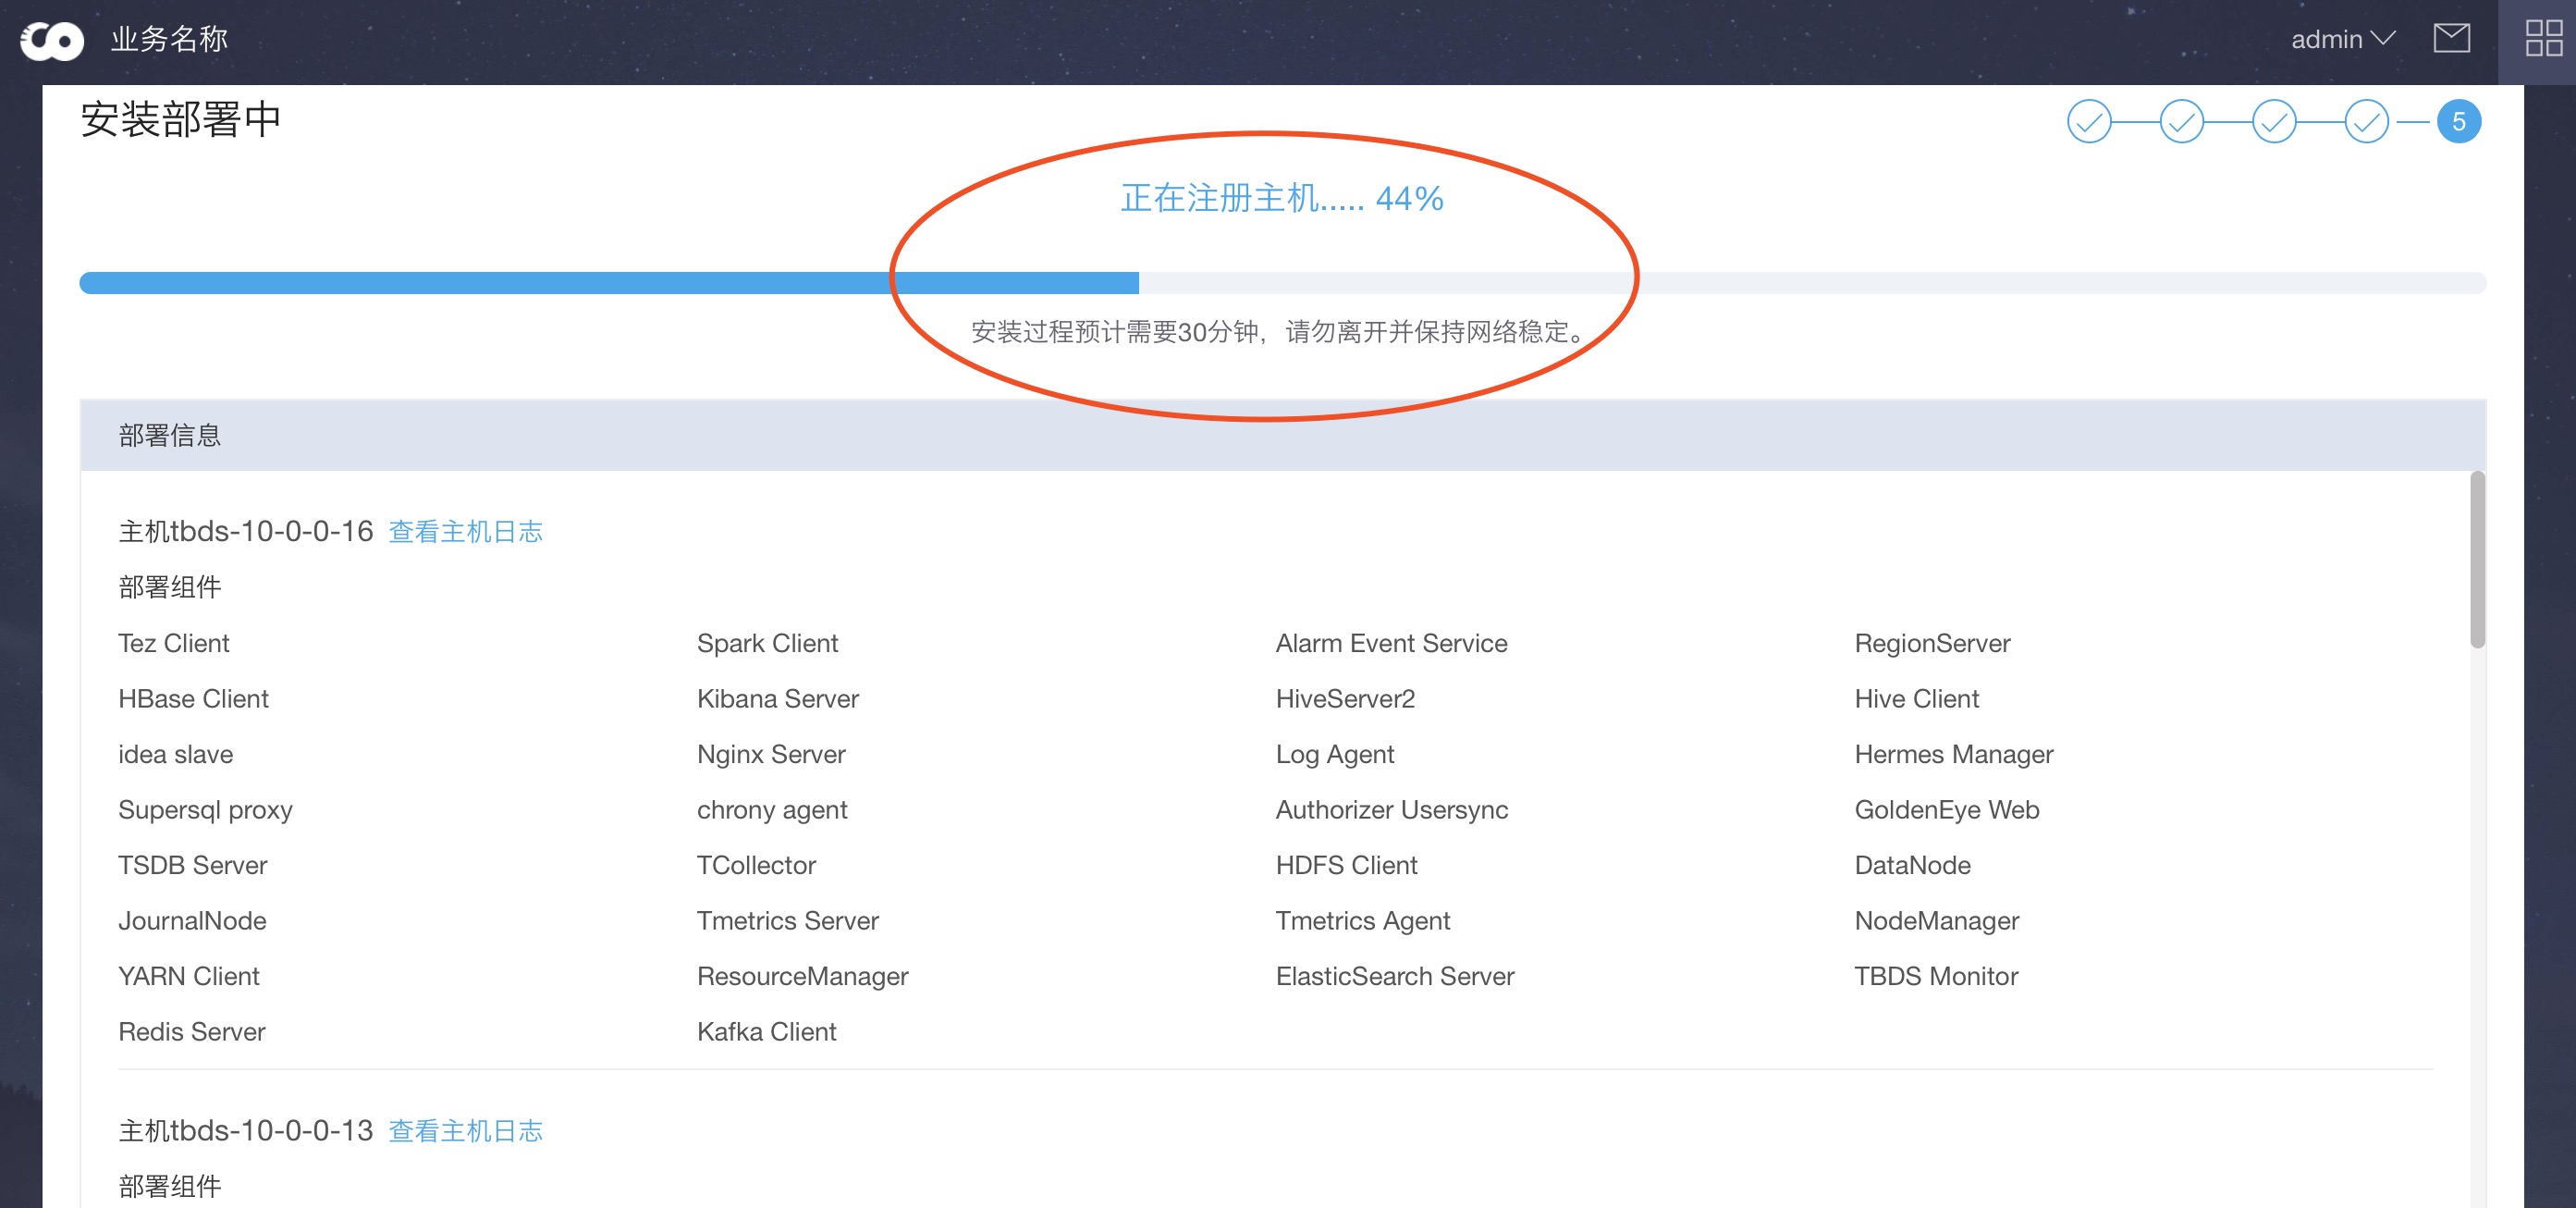 业务名称
admin
安装部署中
5
正在注册主机..... 44%
安装过程预计需要30分钟，请勿离开并保持网络稳定。
部署信息
主机tbds-10-0-0-16 查看主机日志
部署组件
Tez Client Spark Client Alarm Event Service RegionServer
HBase Client Kibana Server HiveServer2 Hive Client
idea slave Nginx Server Log Agent Hermes Manager
Supersql proxy chrony agent Authorizer Usersync GoldenEye Web
TSDB Server TCollector HDFS Client DataNode
JournalNode Tmetrics Server Tmetrics Agent NodeManager
YARN Client ResourceManager ElasticSearch Server TBDS Monitor
Redis Server Kafka Client
主机tbds-10-0-0-13 查看主机日志
部署组件